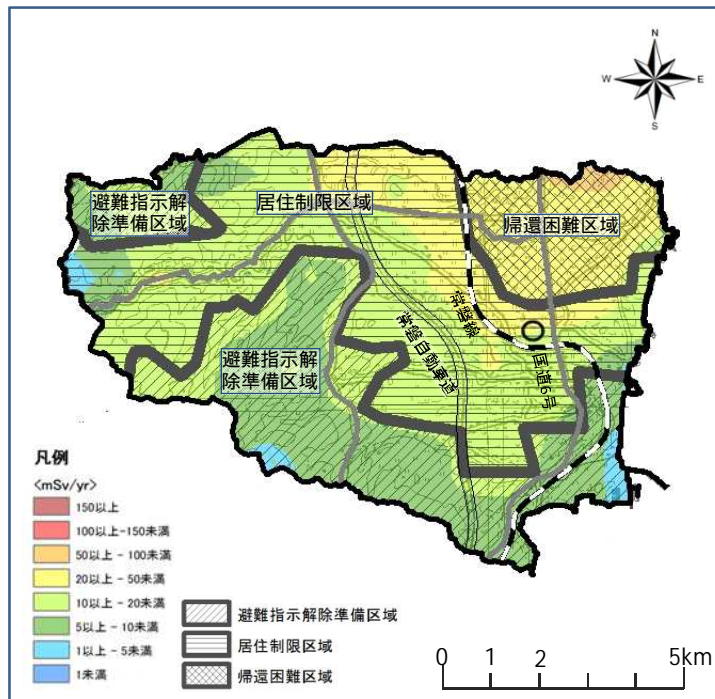 N
W
E
S
避難指示解
除準備区域
居住制限区域
帰還困難区域
常磐線
常磐自動車道
国道6号
避難指示解
除準備区域
凡例
<mSv/yr>
150以上
100以上-150未満
50以上 - 100未満
20以上 - 50未満
10以上 - 20未満
5以上 - 10未満
1以上 - 5未満
1未満
避難指示解除準備区域
居住制限区域
帰還困難区域
0 1 2 5km